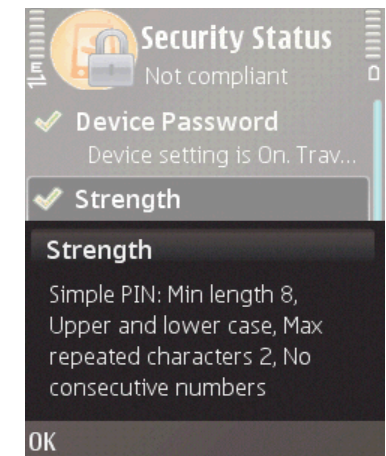 Security Status
Not compliant
E
Device Password
Device setting is On. Trav...
Strength
Strength
Simple PIN: Min length 8,
Upper and lower case, Max
repeated characters 2, No
consecutive numbers
OK